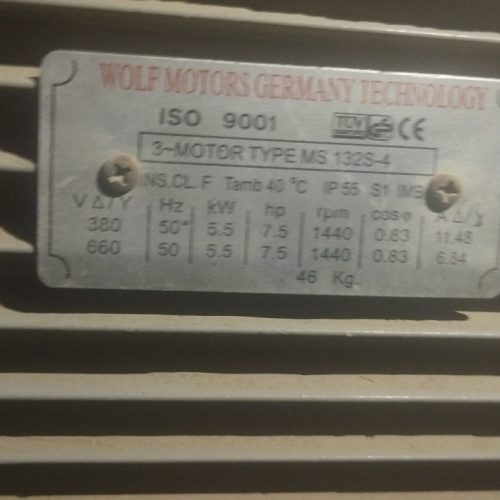 WOLF MOTORS GERMANY TECHNOLOGY
ISO 9001 TÜV GS CE
3~MOTOR TYPE MS 132S-4
INS.CL. F Tamb 40 °C IP 55 S1 IMB
V Δ/Y Hz kW hp rpm cosφ A Δ/Y
380 50 5.5 7.5 1440 0.83 11.48
660 50 5.5 7.5 1440 0.83 6.64
46 Kg.